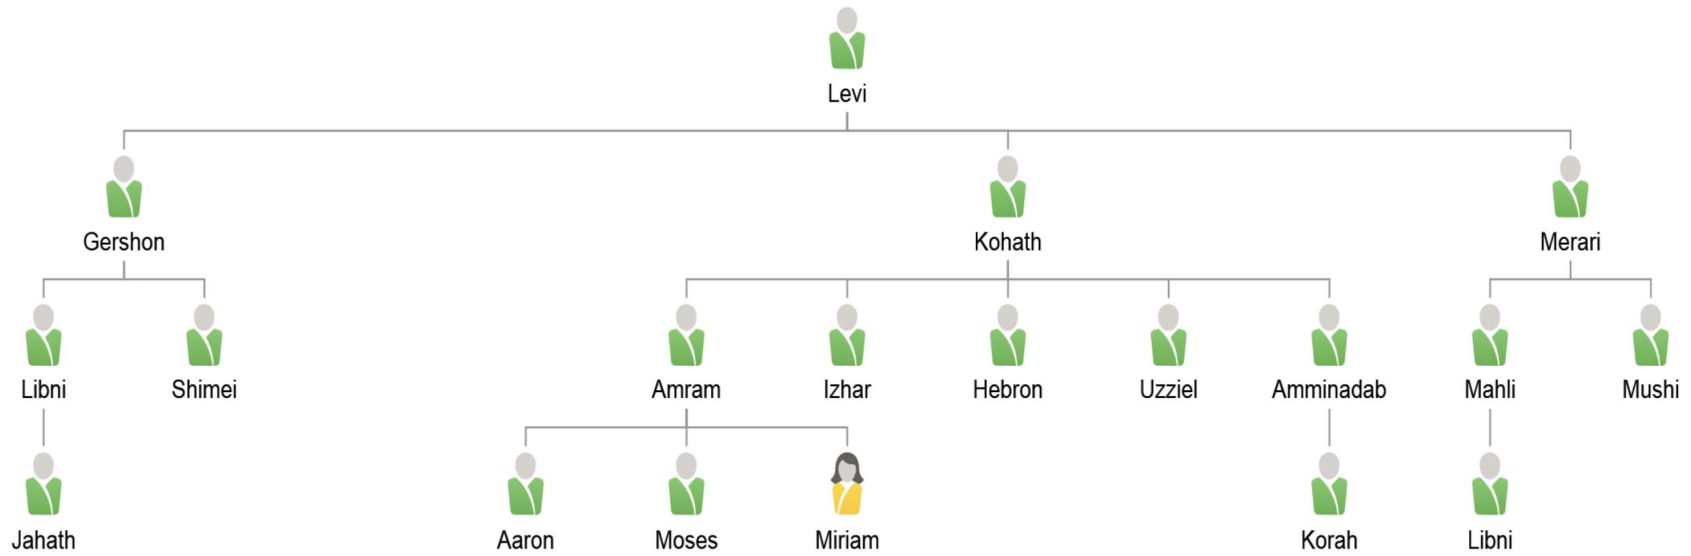 Levi
Gershon Kohath Merari
Libni Shimei Amram Izhar Hebron Uzziel Amminadab Mahli Mushi
Jahath Aaron Moses Miriam Korah Libni